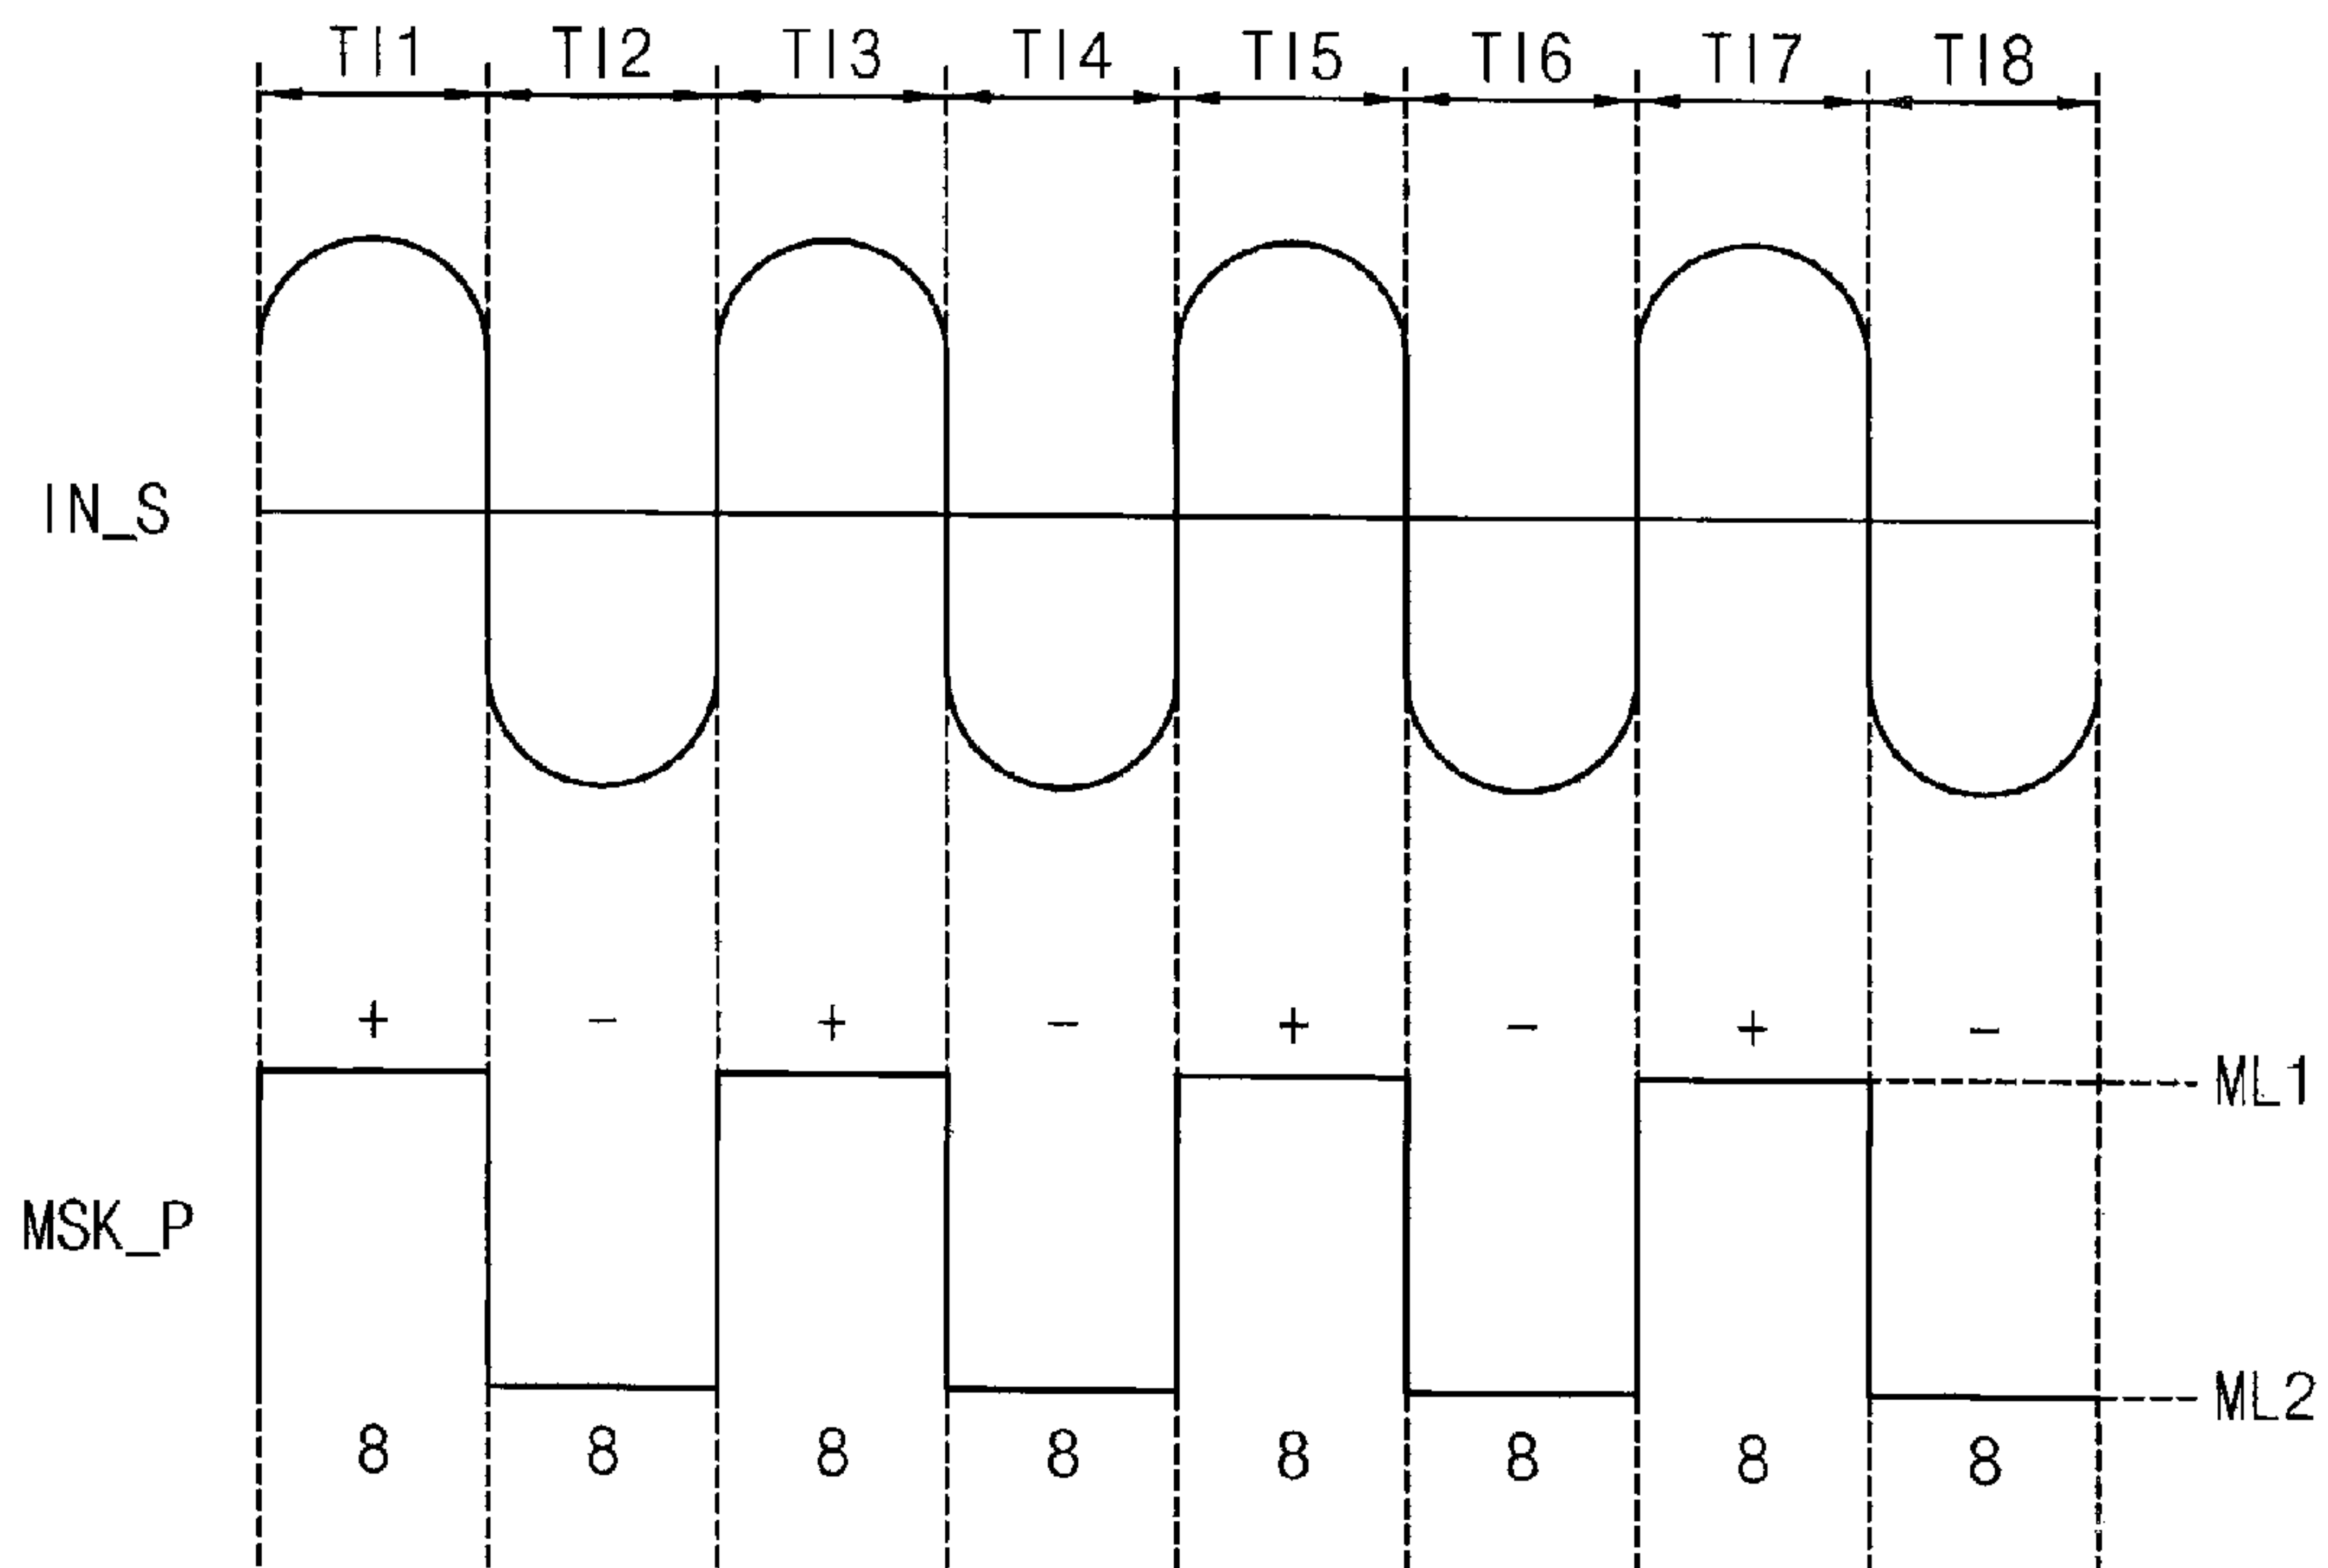 TI1 TI2 TI3 TI4 TI5 TI6 TI7 TI8
IN_S
+ - + - + - + -
ML1
MSK_P
ML2
8 8 8 8 8 8 8 8